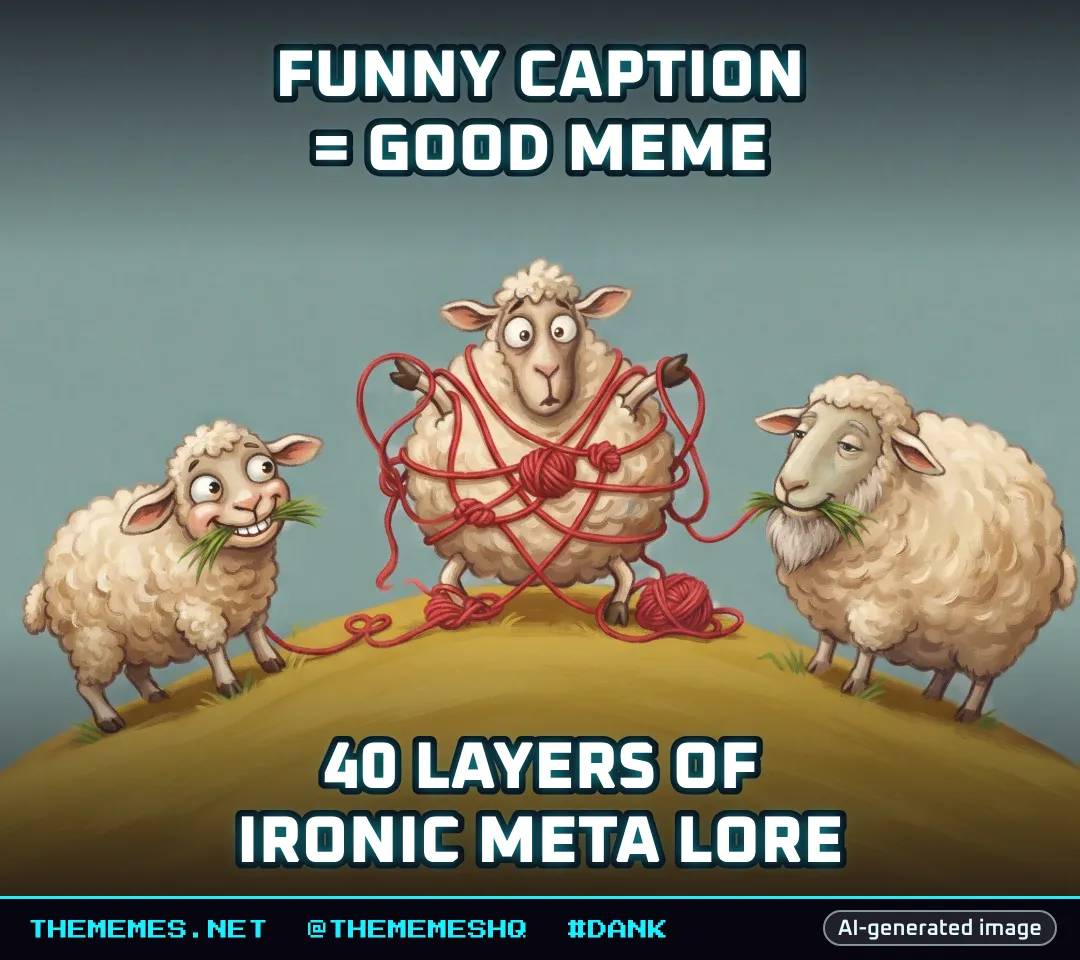 FUNNY CAPTION
= GOOD MEME
40 LAYERS OF
IRONIC META LORE
THEMEMES.NET @THEMEMESHQ #DANK AI-generated image